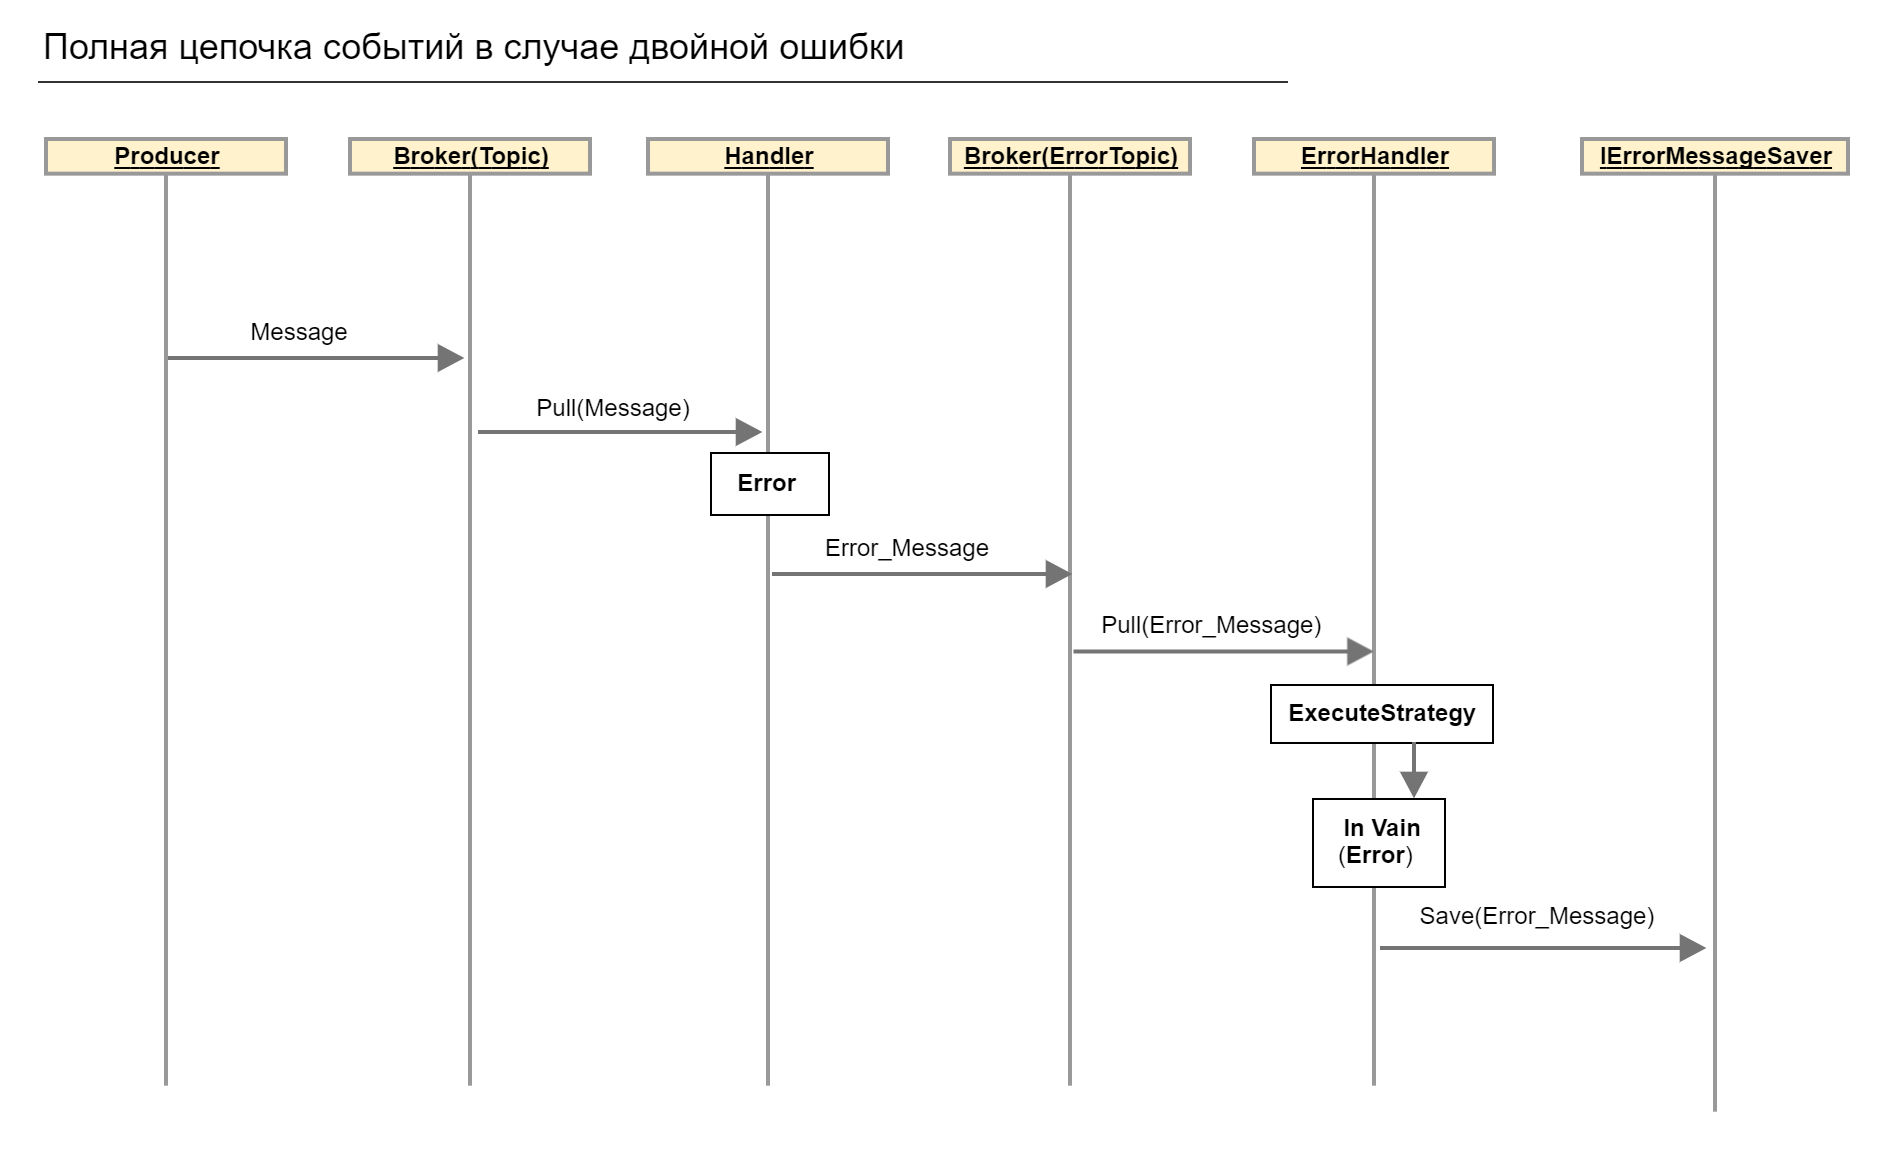 Полная цепочка событий в случае двойной ошибки
Producer
Broker(Topic)
Handler
Broker(ErrorTopic)
ErrorHandler
IErrorMessageSaver
Message
Pull(Message)
Error
Error_Message
Pull(Error_Message)
ExecuteStrategy
In Vain
(Error)
Save(Error_Message)